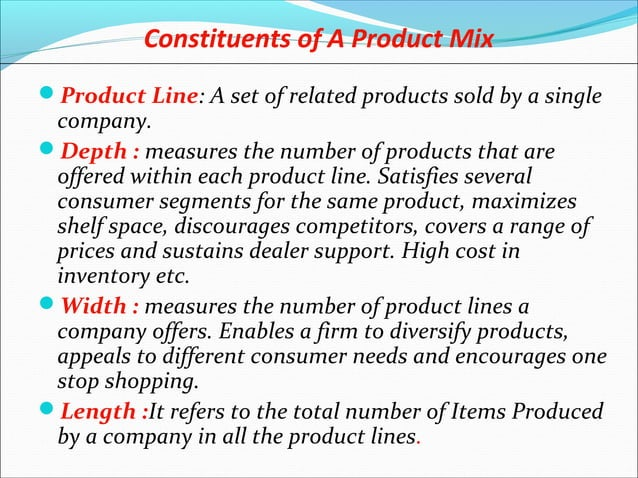 Constituents of A Product Mix
Product Line: A set of related products sold by a single
company.
Depth : measures the number of products that are
offered within each product line. Satisfies several
consumer segments for the same product, maximizes
shelf space, discourages competitors, covers a range of
prices and sustains dealer support. High cost in
inventory etc.
Width : measures the number of product lines a
company offers. Enables a firm to diversify products,
appeals to different consumer needs and encourages one
stop shopping.
Length :It refers to the total number of Items Produced
by a company in all the product lines.